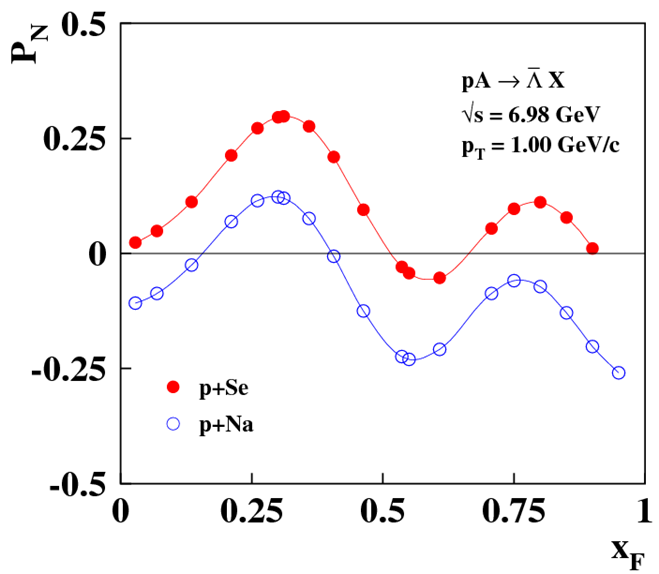 P_N
0.5
0.25
0
-0.25
-0.5
pA → Λ̄ X
√s = 6.98 GeV
p_T = 1.00 GeV/c
p+Se
p+Na
0 0.25 0.5 0.75 1
x_F